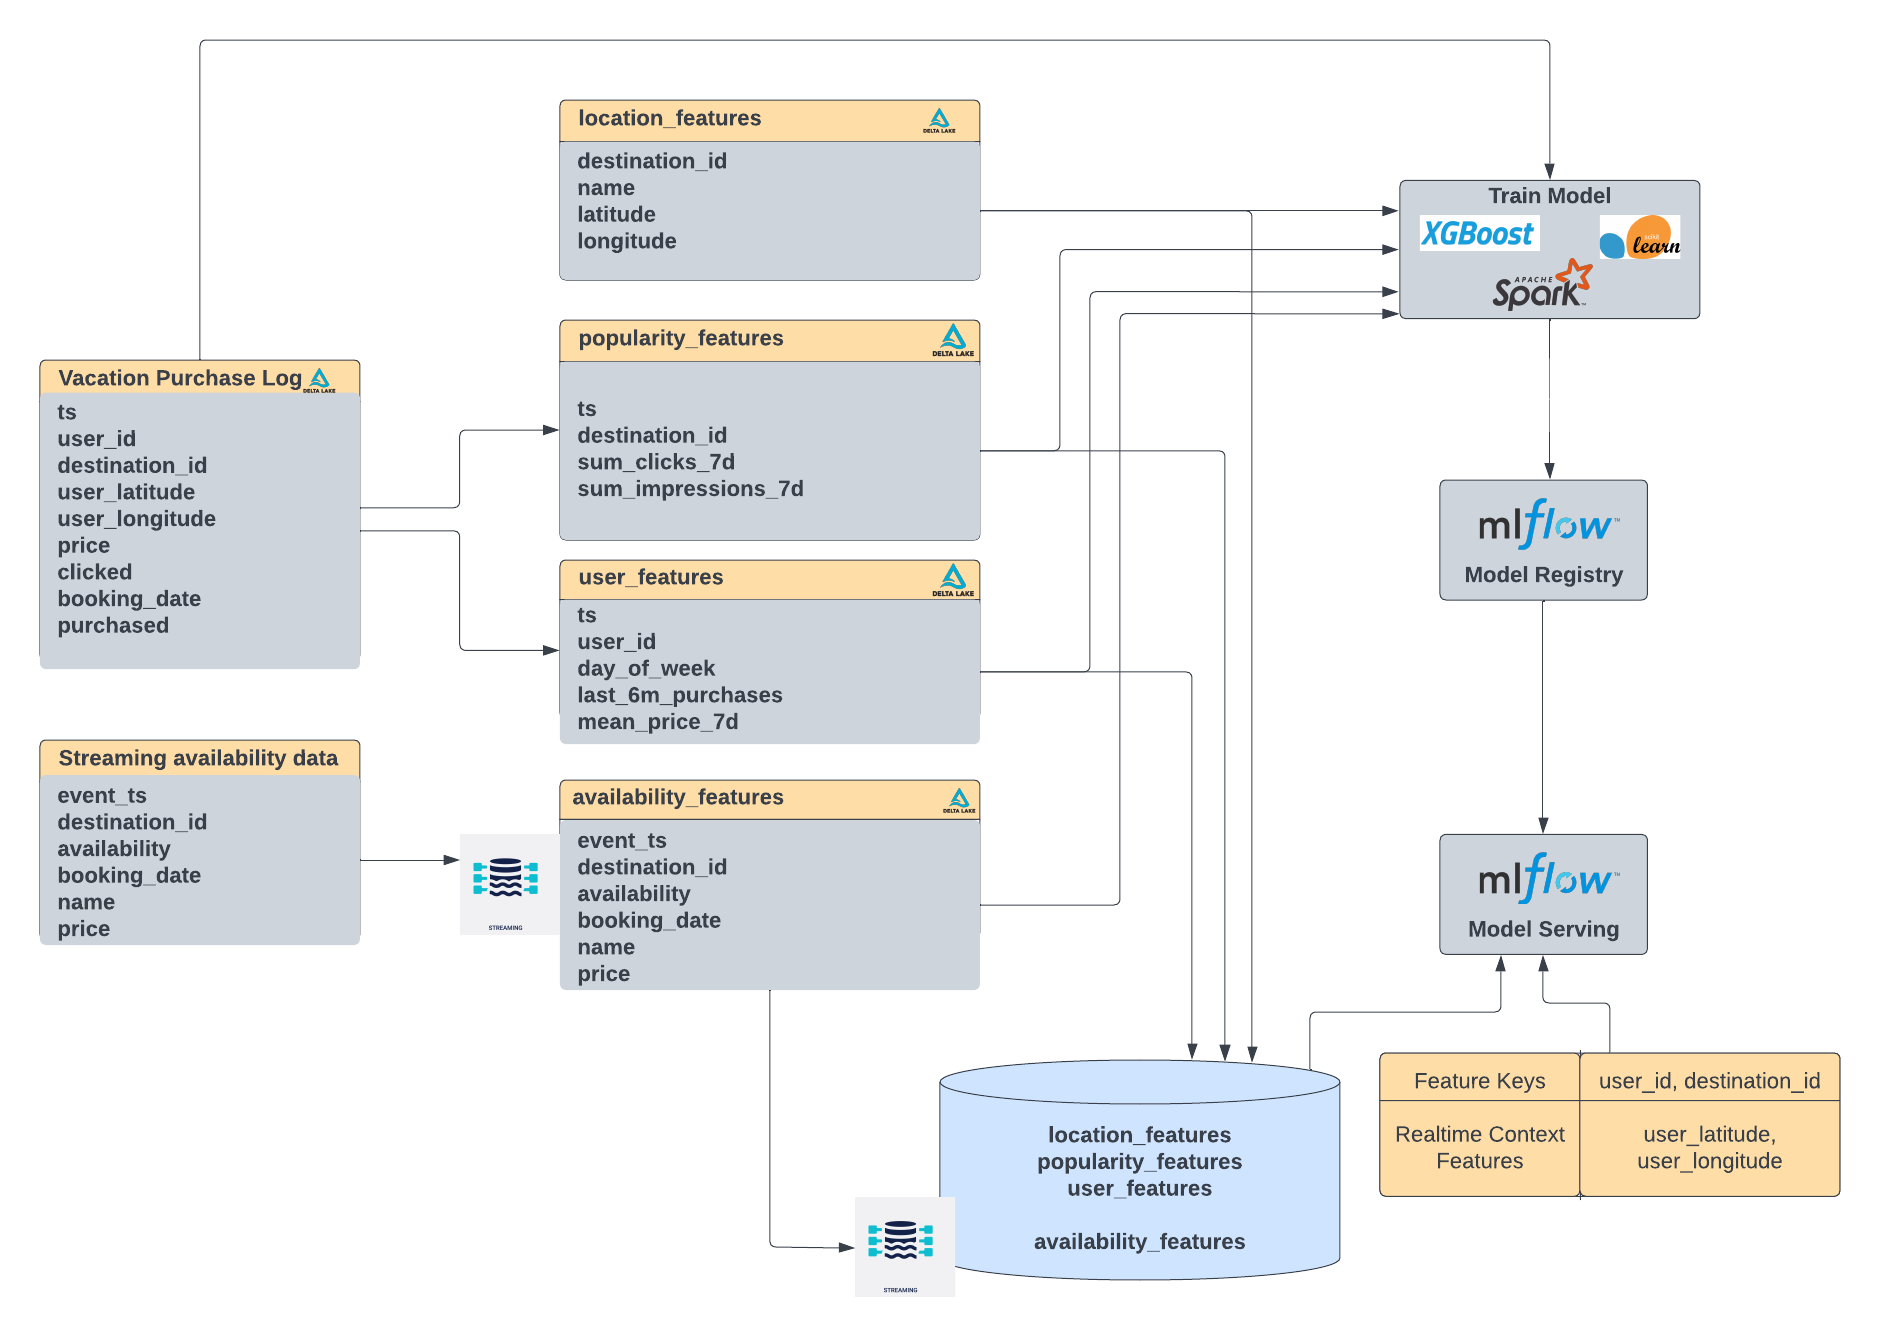 location_features
DELTA LAKE
destination_id
name
latitude
longitude
Train Model
XGBoost
scikit
learn
APACHE
Spark™
popularity_features
DELTA LAKE
ts
destination_id
sum_clicks_7d
sum_impressions_7d
Vacation Purchase Log
DELTA LAKE
ts
user_id
destination_id
user_latitude
user_longitude
price
clicked
booking_date
purchased
mlflow™
Model Registry
user_features
DELTA LAKE
ts
user_id
day_of_week
last_6m_purchases
mean_price_7d
Streaming availability data
event_ts
destination_id
availability
booking_date
name
price
STREAMING
availability_features
DELTA LAKE
event_ts
destination_id
availability
booking_date
name
price
mlflow™
Model Serving
location_features
popularity_features
user_features
availability_features
STREAMING
Feature Keys
user_id, destination_id
Realtime Context
Features
user_latitude,
user_longitude